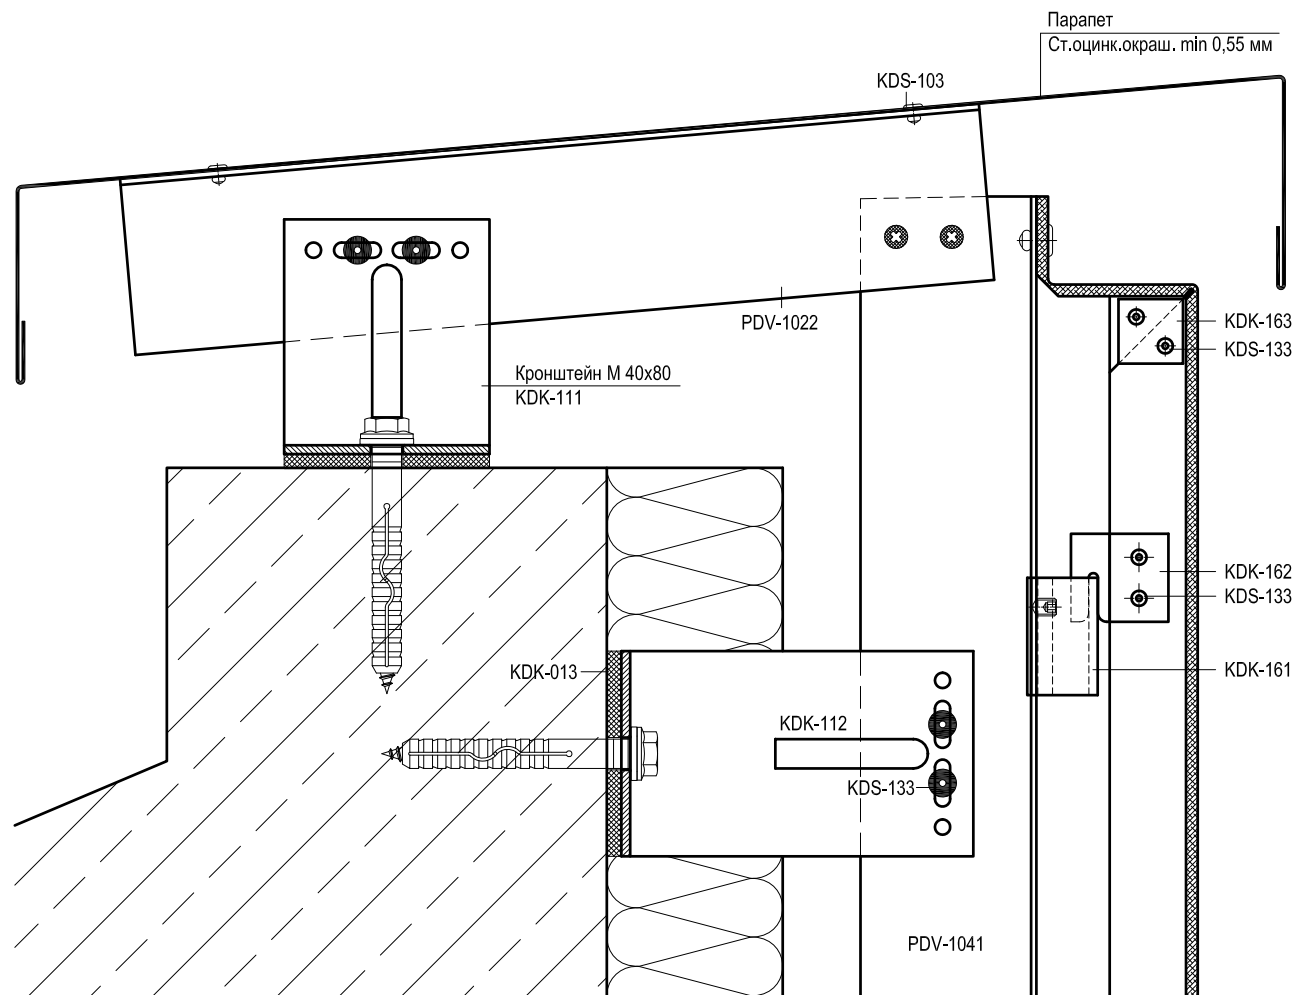 Парапет
Ст.оцинк.окраш. min 0,55 мм
KDS-103
PDV-1022
KDK-163
KDS-133
Кронштейн М 40х80
KDK-111
KDK-162
KDS-133
KDK-013
KDK-161
KDK-112
KDS-133
PDV-1041